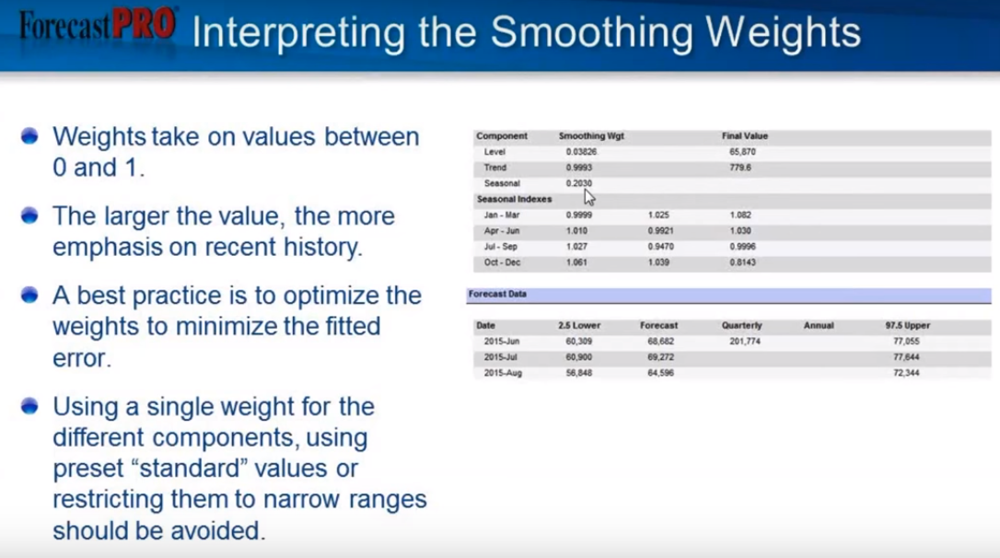 ForecastPRO Interpreting the Smoothing Weights
Weights take on values between
0 and 1.
The larger the value, the more
emphasis on recent history.
A best practice is to optimize the
weights to minimize the fitted
error.
Using a single weight for the
different components, using
preset “standard” values or
restricting them to narrow ranges
should be avoided.
Component Smoothing Wgt Final Value
Level 0.03826 65,870
Trend 0.9993 779.6
Seasonal 0.2030
Seasonal Indexes
Jan - Mar 0.9999 1.025 1.082
Apr - Jun 1.010 0.9921 1.030
Jul - Sep 1.027 0.9470 0.9996
Oct - Dec 1.061 1.039 0.8143
Forecast Data
Date 2.5 Lower Forecast Quarterly Annual 97.5 Upper
2015-Jun 60,309 68,682 201,774 77,055
2015-Jul 60,900 69,272 77,644
2015-Aug 56,848 64,596 72,344